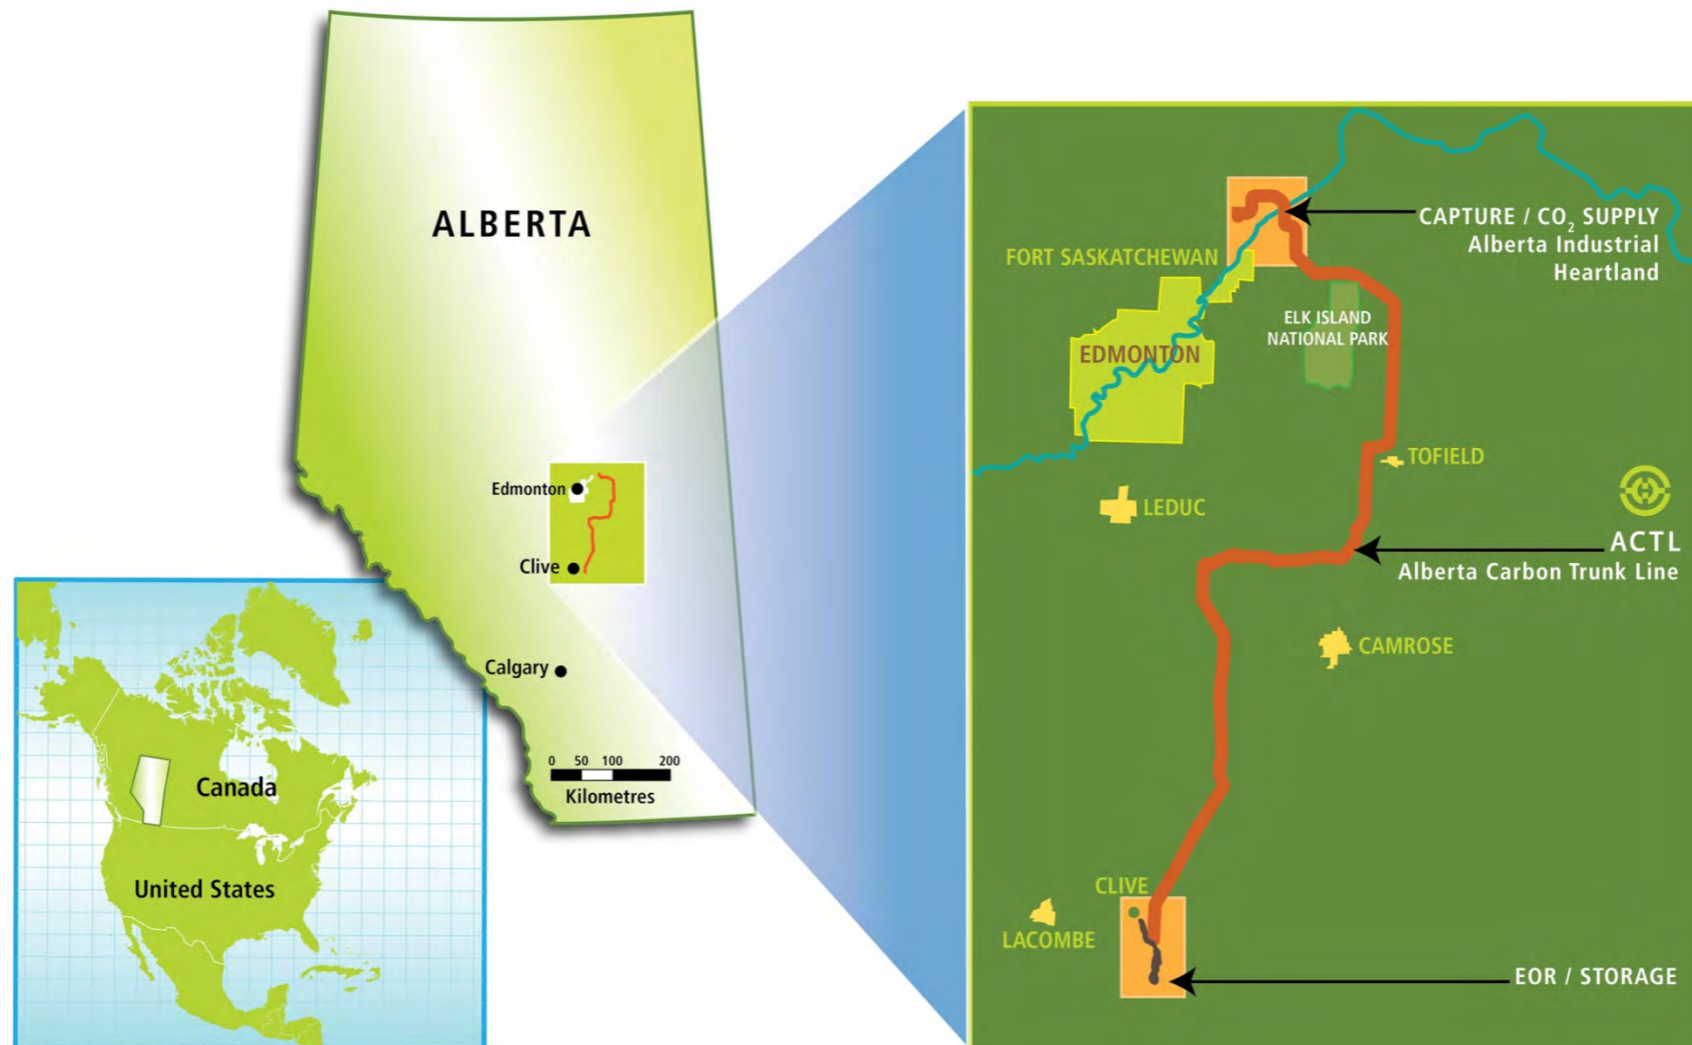 ALBERTA
Edmonton
Clive
Calgary
0 50 100 200
Kilometres
Canada
United States
CAPTURE / CO₂ SUPPLY
Alberta Industrial
Heartland
FORT SASKATCHEWAN
ELK ISLAND
NATIONAL PARK
EDMONTON
TOFIELD
LEDUC
ACTL
Alberta Carbon Trunk Line
CAMROSE
CLIVE
LACOMBE
EOR / STORAGE